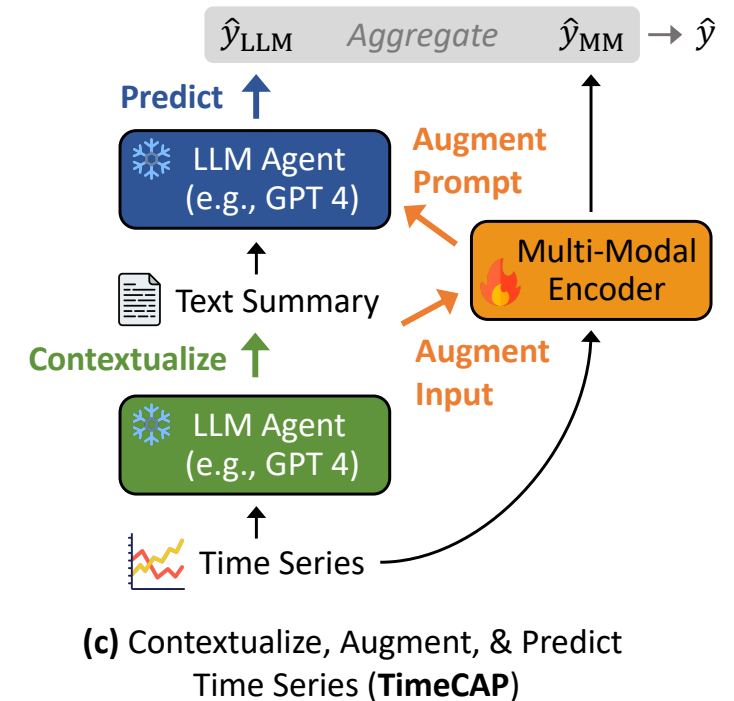 ŷLLM Aggregate ŷMM → ŷ
Predict
LLM Agent
(e.g., GPT 4)
Augment
Prompt
Multi-Modal
Encoder
Text Summary
Contextualize
Augment
Input
LLM Agent
(e.g., GPT 4)
Time Series
(c) Contextualize, Augment, & Predict
Time Series (TimeCAP)